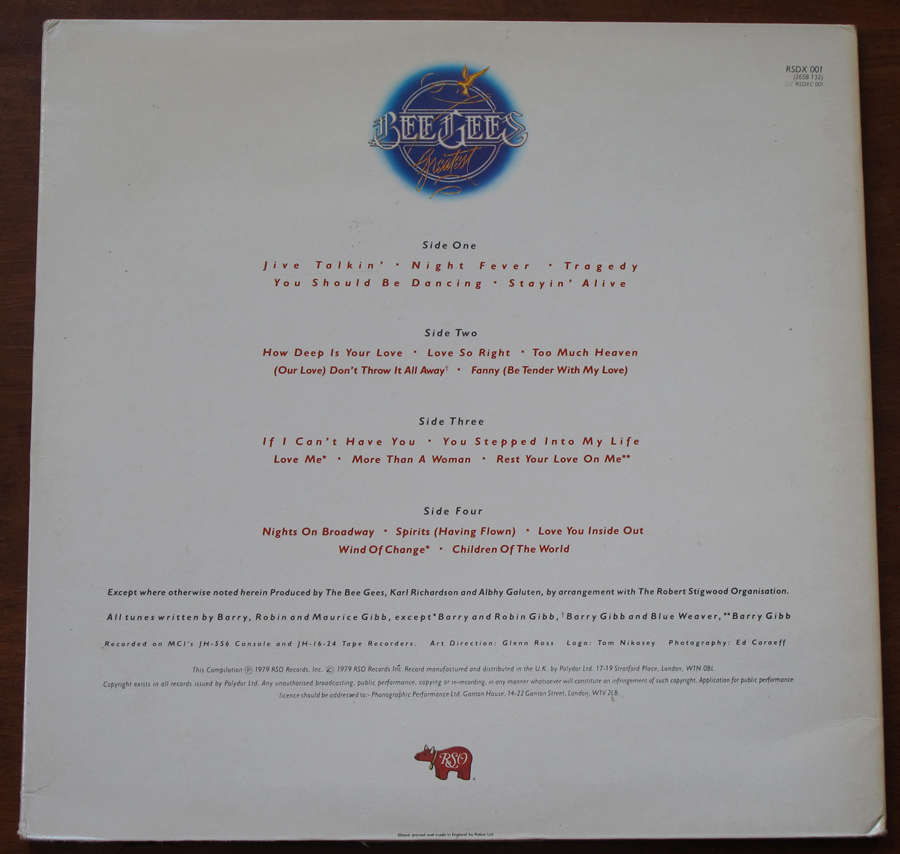 RSDX 001
(2658 132)
RSDXC 001
BEE GEES
Greatest
Side One
Jive Talkin' • Night Fever • Tragedy
You Should Be Dancing • Stayin' Alive
Side Two
How Deep Is Your Love • Love So Right • Too Much Heaven
(Our Love) Don't Throw It All Away† • Fanny (Be Tender With My Love)
Side Three
If I Can't Have You • You Stepped Into My Life
Love Me* • More Than A Woman • Rest Your Love On Me**
Side Four
Nights On Broadway • Spirits (Having Flown) • Love You Inside Out
Wind Of Change* • Children Of The World
Except where otherwise noted herein Produced by The Bee Gees, Karl Richardson and Albhy Galuten, by arrangement with The Robert Stigwood Organisation.
All tunes written by Barry, Robin and Maurice Gibb, except *Barry and Robin Gibb, †Barry Gibb and Blue Weaver, **Barry Gibb
Recorded on MCI's JH-556 Console and JH-16-24 Tape Recorders. Art Direction: Glenn Ross Logo: Tom Nikosey Photography: Ed Caraeff
This Compilation ℗ 1979 RSO Records, Inc. © 1979 RSO Records Inc. Record manufactured and distributed in the U.K. by Polydor Ltd. 17-19 Stratford Place, London, W1N 0BL.
Copyright exists in all records issued by Polydor Ltd. Any unauthorised broadcasting, public performance, copying or re-recording, in any manner whatsoever will constitute an infringement of such copyright. Application for public performance
licence should be addressed to:- Phonographic Performance Ltd. Ganton House, 14-22 Ganton Street, London, W1V 2LB.
RSO
Sleeve printed and made in England by Robor Ltd